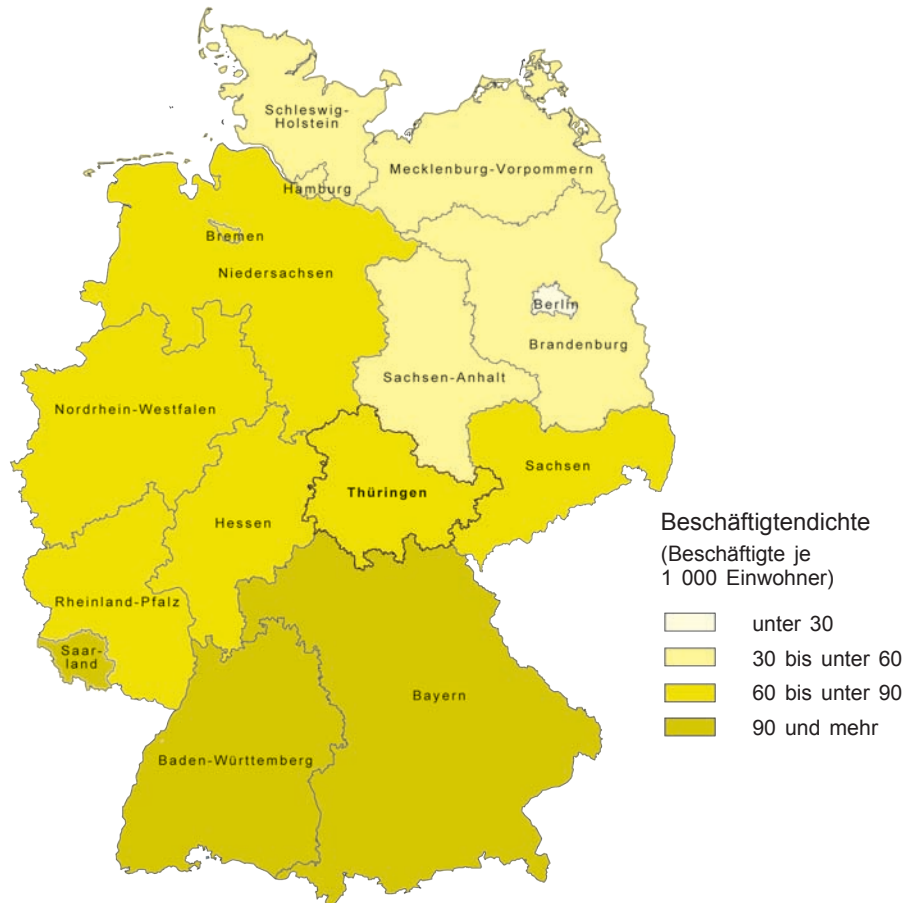 Schleswig-
Holstein
Mecklenburg-Vorpommern
Hamburg
Bremen
Niedersachsen
Berlin
Brandenburg
Sachsen-Anhalt
Nordrhein-Westfalen
Sachsen
Thüringen
Hessen
Rheinland-Pfalz
Saar-
land
Bayern
Baden-Württemberg
Beschäftigtendichte
(Beschäftigte je
1 000 Einwohner)
unter 30
30 bis unter 60
60 bis unter 90
90 und mehr